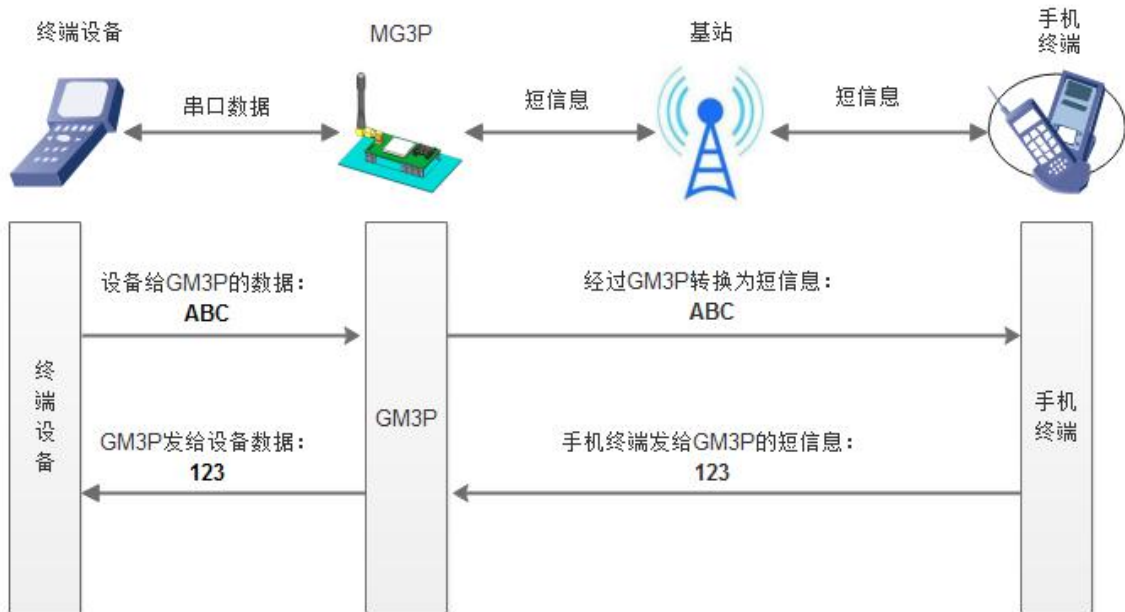 终端设备
MG3P
基站
手机
终端
串口数据
短信息
短信息
设备给GM3P的数据：
ABC
经过GM3P转换为短信息：
ABC
终
端
设
备
GM3P
手机
终端
GM3P发给设备数据：
123
手机终端发给GM3P的短信息：
123